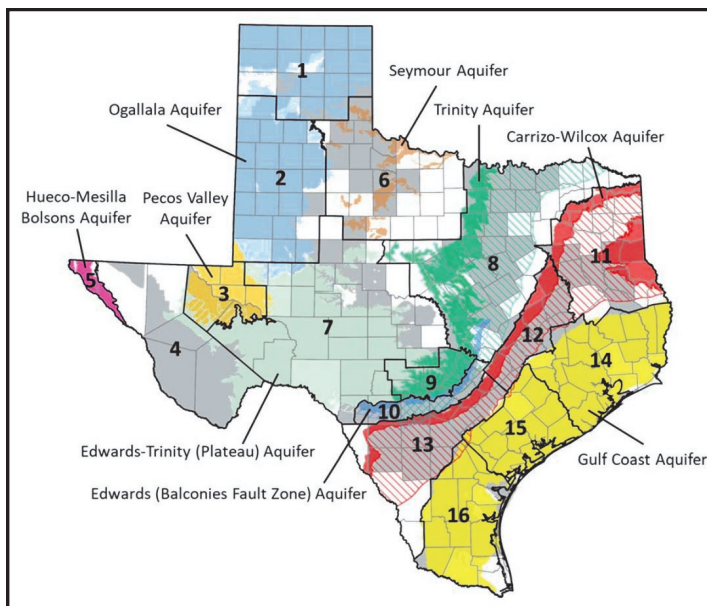 1
Seymour Aquifer
Ogallala Aquifer
Trinity Aquifer
Carrizo-Wilcox Aquifer
2
6
Hueco-Mesilla
Bolsons Aquifer
Pecos Valley
Aquifer
5
3
8
11
7
12
4
9
14
10
15
13
Edwards-Trinity (Plateau) Aquifer
Gulf Coast Aquifer
Edwards (Balconies Fault Zone) Aquifer
16